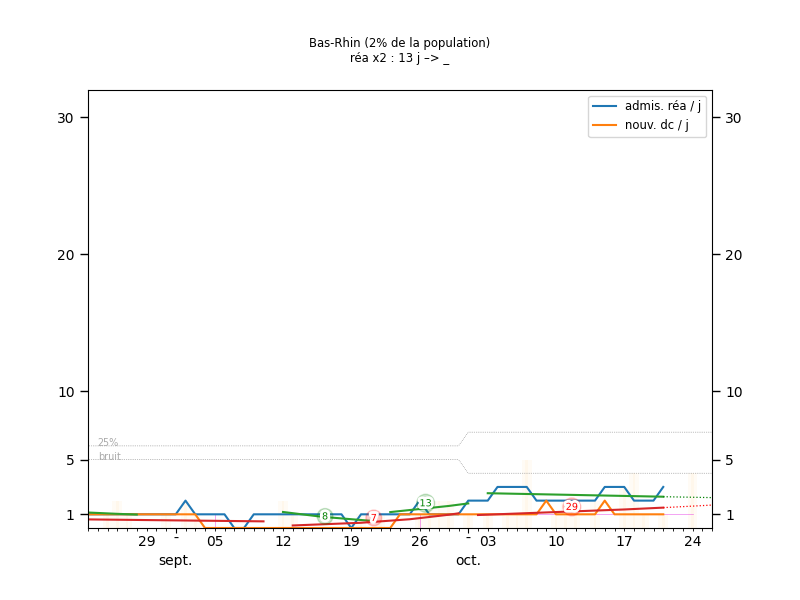 Bas-Rhin (2% de la population)
réa x2 : 13 j –> _
admis. réa / j
nouv. dc / j
30 30
20 20
10 10
25%
bruit
5 5
13
29
8 7
1 1
29 - 05 12 19 26 - 03 10 17 24
sept. oct.